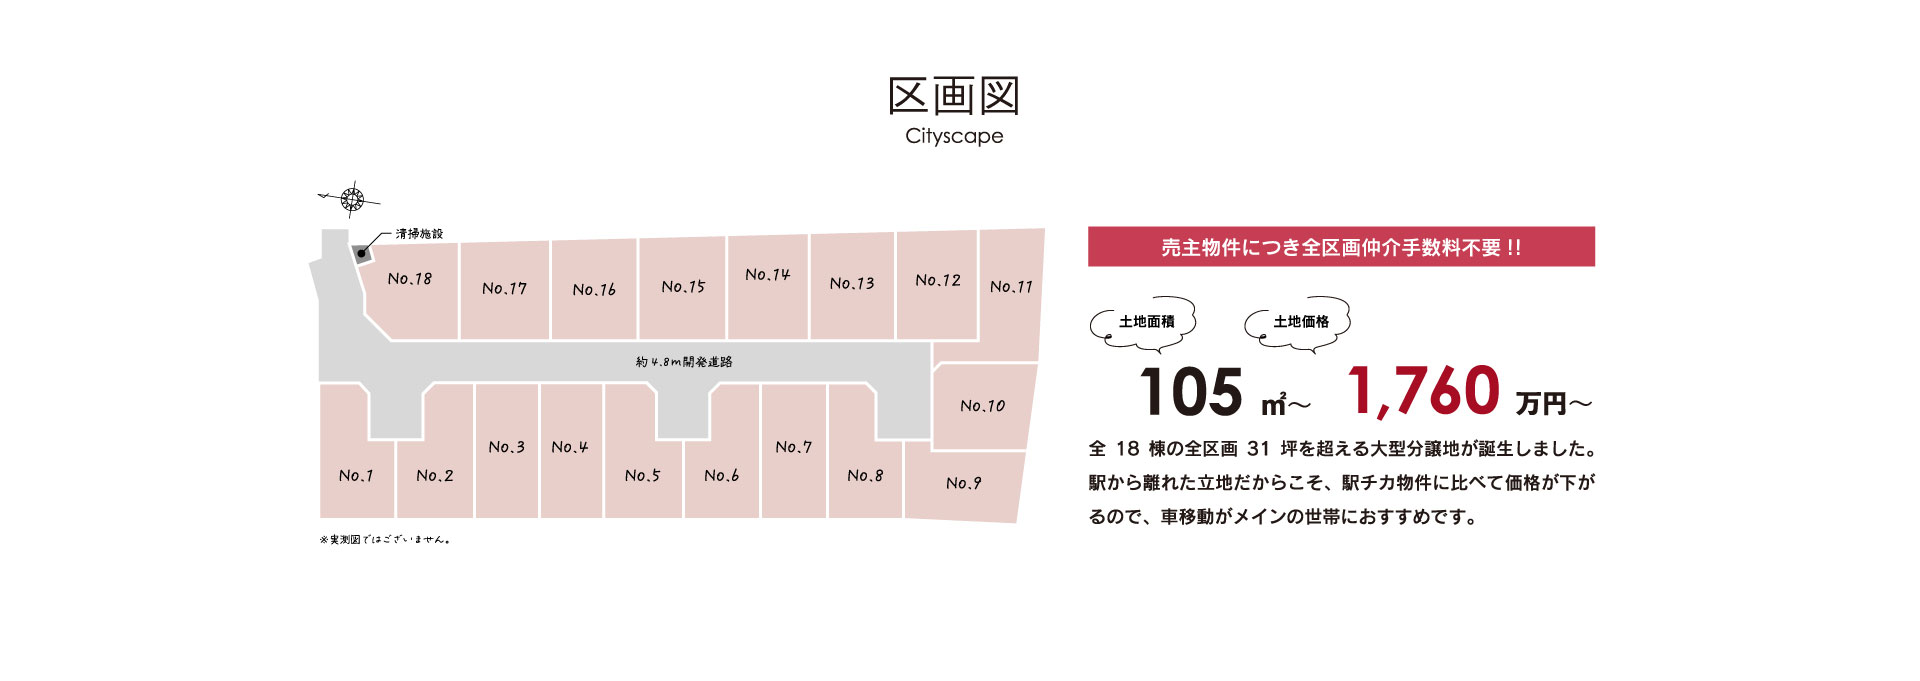 区画図
Cityscape
清掃施設
No.18
No.17
No.16
No.15
No.14
No.13
No.12
No.11
約4.8m開発道路
No.10
No.1
No.2
No.3
No.4
No.5
No.6
No.7
No.8
No.9
※実測図ではございません。
売主物件につき全区画仲介手数料不要!!
土地面積
土地価格
105㎡〜 1,760万円〜
全18棟の全区画31坪を超える大型分譲地が誕生しました。
駅から離れた立地だからこそ、駅チカ物件に比べて価格が下が
るので、車移動がメインの世帯におすすめです。